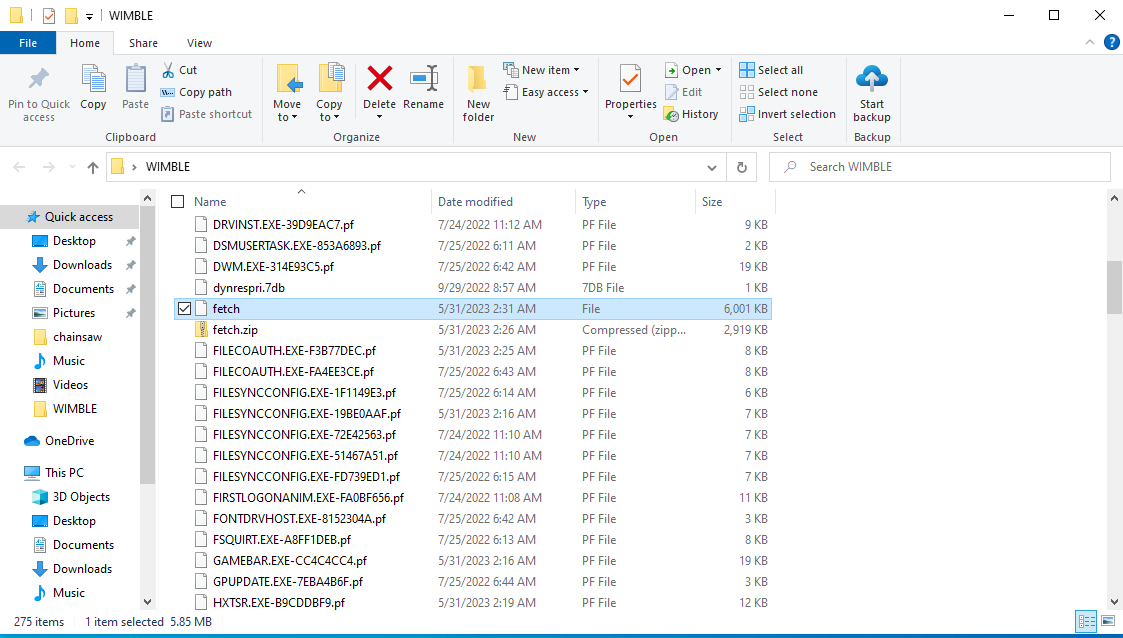 WIMBLE
File Home Share View
Pin to Quick access
Copy
Paste
Cut
Copy path
Paste shortcut
Clipboard
Move to
Copy to
Delete
Rename
Organize
New folder
New item
Easy access
New
Properties
Open
Edit
History
Open
Select all
Select none
Invert selection
Select
Start backup
Backup
WIMBLE
Search WIMBLE
Quick access
Desktop
Downloads
Documents
Pictures
chainsaw
Music
Videos
WIMBLE
OneDrive
This PC
3D Objects
Desktop
Documents
Downloads
Music
Name Date modified Type Size
DRVINST.EXE-39D9EAC7.pf 7/24/2022 11:12 AM PF File 9 KB
DSMUSERTASK.EXE-853A6893.pf 7/25/2022 6:11 AM PF File 2 KB
DWM.EXE-314E93C5.pf 7/25/2022 6:42 AM PF File 19 KB
dynrespri.7db 9/29/2022 8:57 AM 7DB File 1 KB
fetch 5/31/2023 2:31 AM File 6,001 KB
fetch.zip 5/31/2023 2:26 AM Compressed (zipp... 2,919 KB
FILECOAUTH.EXE-F3B77DEC.pf 5/31/2023 2:25 AM PF File 8 KB
FILECOAUTH.EXE-FA4EE3CE.pf 7/25/2022 6:43 AM PF File 8 KB
FILESYNCCONFIG.EXE-1F1149E3.pf 7/25/2022 6:14 AM PF File 6 KB
FILESYNCCONFIG.EXE-19BE0AAF.pf 5/31/2023 2:16 AM PF File 7 KB
FILESYNCCONFIG.EXE-72E42563.pf 7/24/2022 11:10 AM PF File 7 KB
FILESYNCCONFIG.EXE-51467A51.pf 7/24/2022 11:10 AM PF File 7 KB
FILESYNCCONFIG.EXE-FD739ED1.pf 7/25/2022 6:15 AM PF File 7 KB
FIRSTLOGONANIM.EXE-FA0BF656.pf 7/24/2022 11:08 AM PF File 11 KB
FONTDRVHOST.EXE-8152304A.pf 7/25/2022 6:42 AM PF File 3 KB
FSQUIRT.EXE-A8FF1DEB.pf 7/25/2022 6:13 AM PF File 8 KB
GAMEBAR.EXE-CC4C4CC4.pf 5/31/2023 2:16 AM PF File 19 KB
GPUPDATE.EXE-7EBA4B6F.pf 7/25/2022 6:44 AM PF File 3 KB
HXTSR.EXE-B9CDDBF9.pf 5/31/2023 2:19 AM PF File 12 KB
275 items 1 item selected 5.85 MB